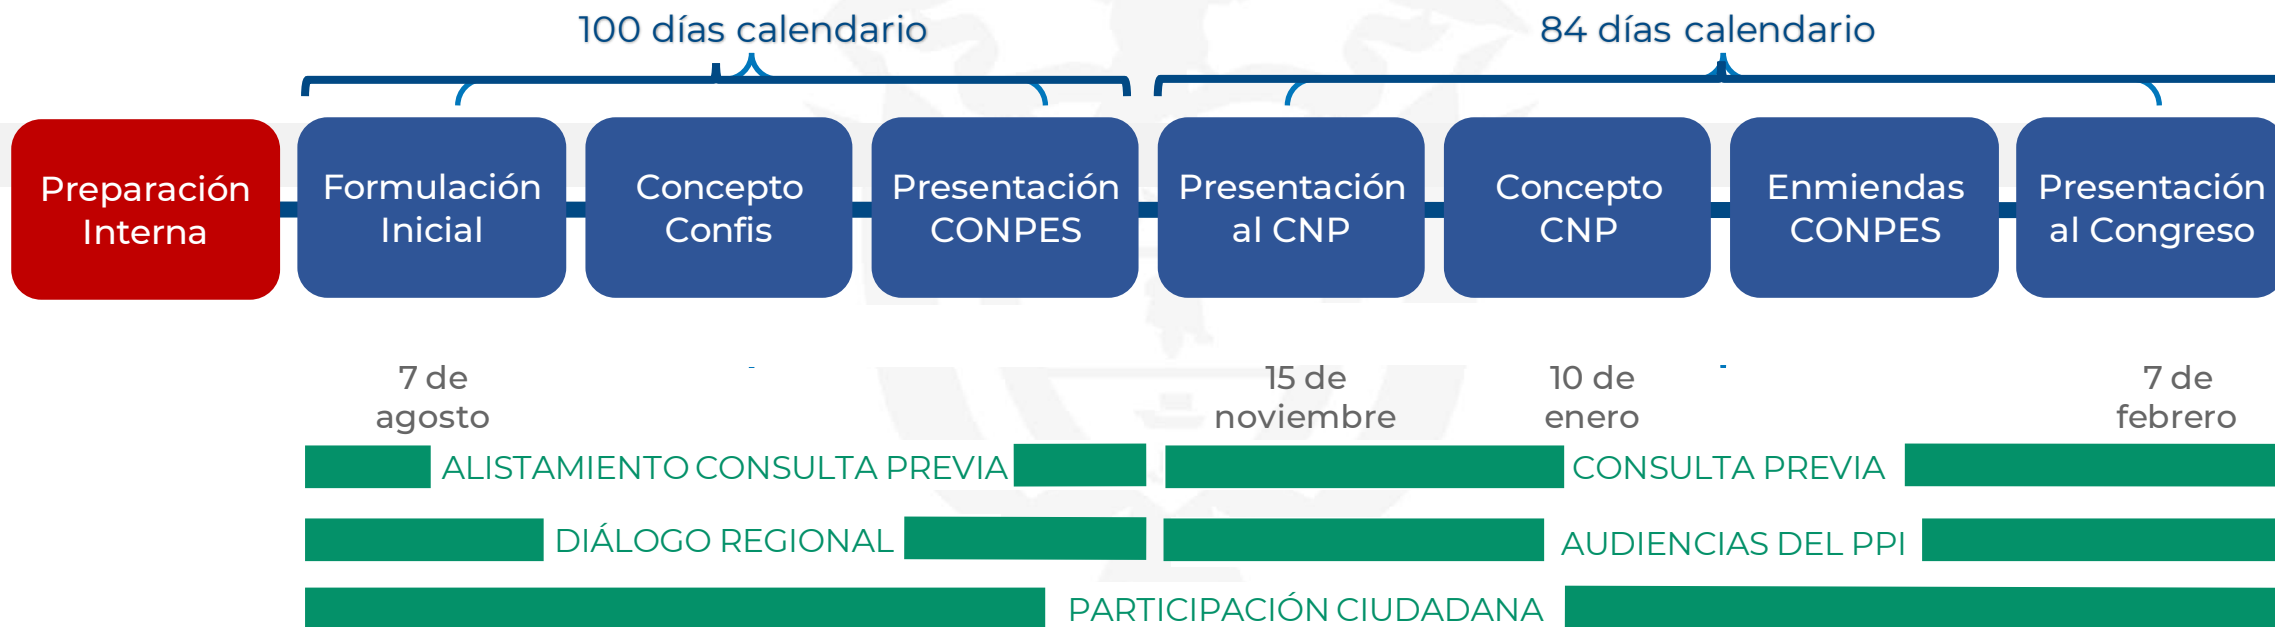 100 días calendario
84 días calendario
Preparación
Interna
Formulación
Inicial
Concepto
Confis
Presentación
CONPES
Presentación
al CNP
Concepto
CNP
Enmiendas
CONPES
Presentación
al Congreso
7 de
agosto
15 de
noviembre
10 de
enero
7 de
febrero
ALISTAMIENTO CONSULTA PREVIA
CONSULTA PREVIA
DIÁLOGO REGIONAL
AUDIENCIAS DEL PPI
PARTICIPACIÓN CIUDADANA